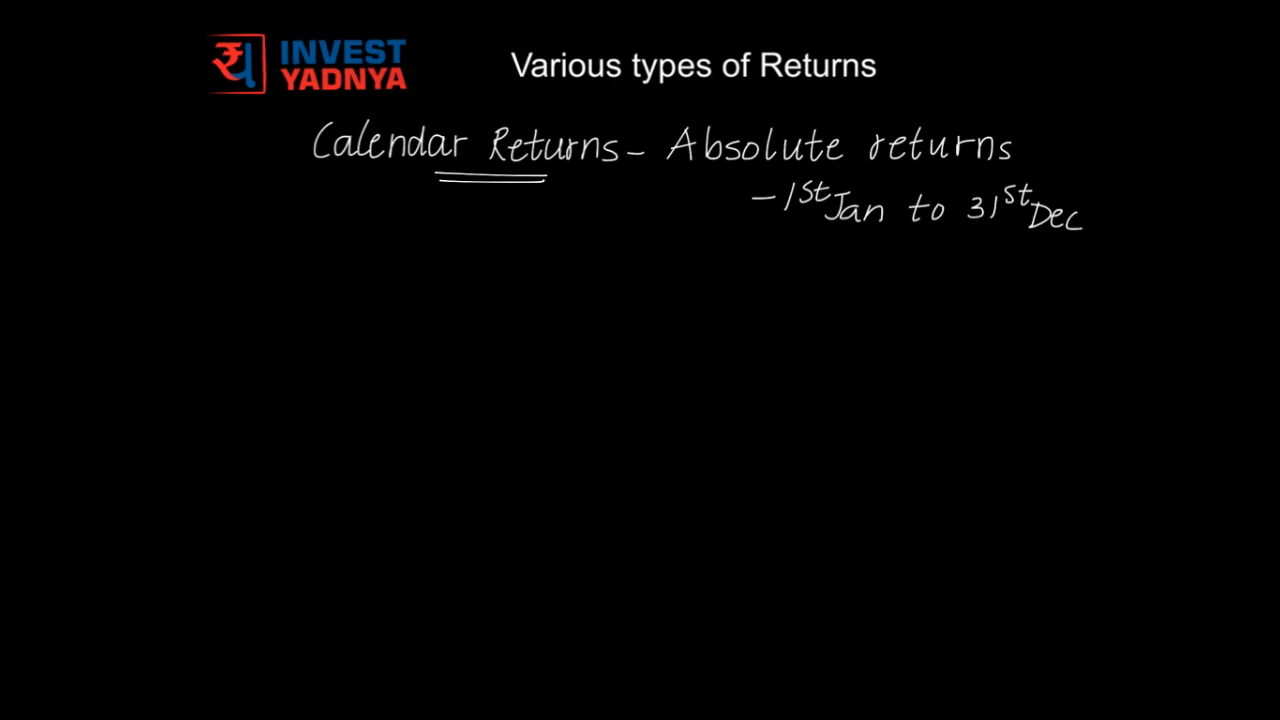 INVEST
YADNYA
Various types of Returns
Calendar Returns - Absolute returns
- 1st Jan to 31st Dec